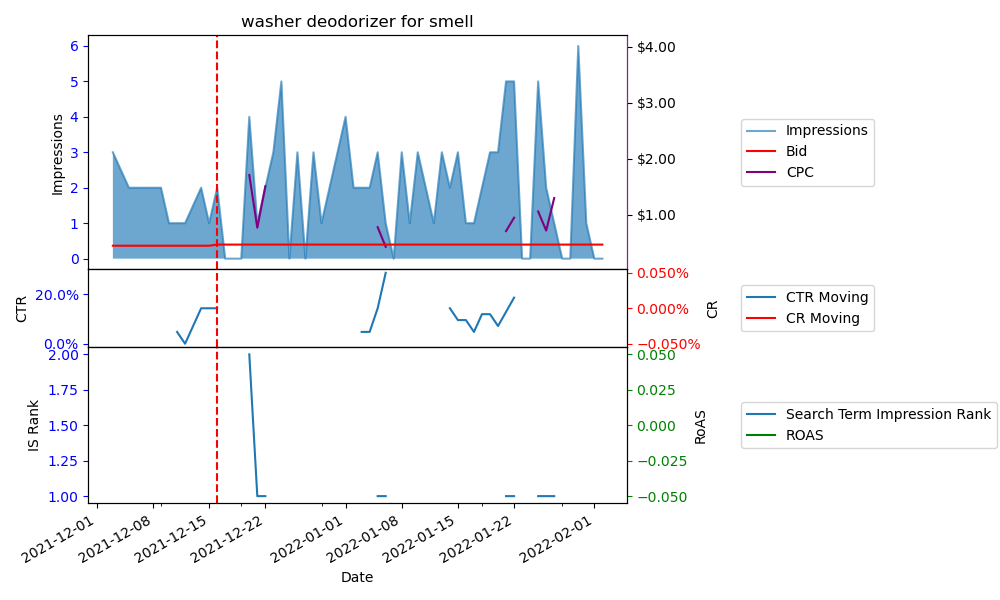 washer deodorizer for smell
6
5
4
3
2
1
0
Impressions
$4.00
$3.00
$2.00
$1.00
Impressions
Bid
CPC
20.0%
0.0%
CTR
0.050%
0.000%
−0.050%
CR
CTR Moving
CR Moving
2.00
1.75
1.50
1.25
1.00
IS Rank
0.050
0.025
0.000
−0.025
−0.050
RoAS
Search Term Impression Rank
ROAS
2021-12-01
2021-12-08
2021-12-15
2021-12-22
2022-01-01
2022-01-08
2022-01-15
2022-01-22
2022-02-01
Date